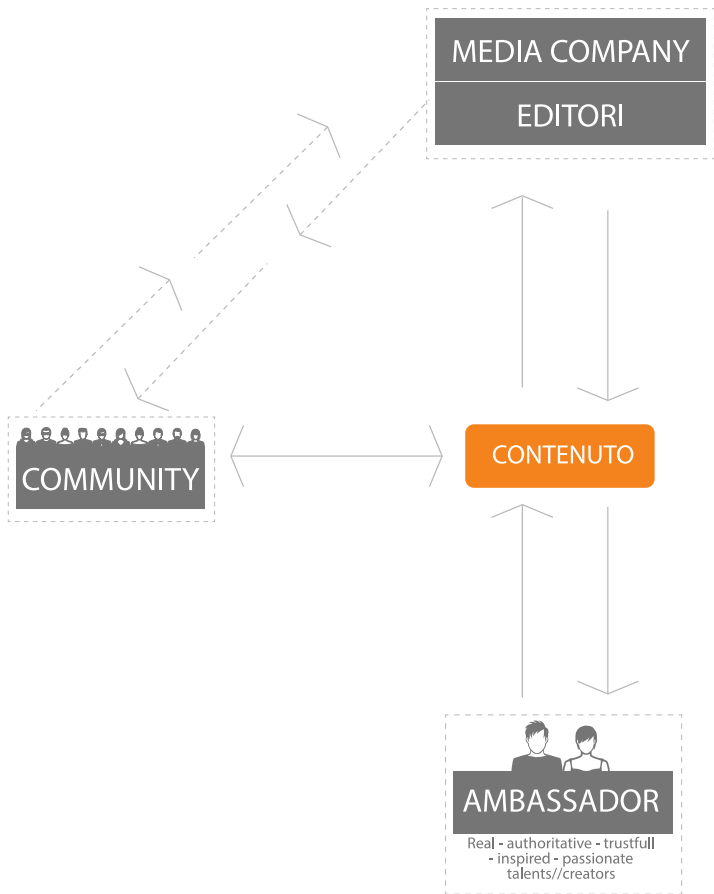 MEDIA COMPANY
EDITORI
COMMUNITY
CONTENUTO
AMBASSADOR
Real - authoritative - trustfull
- inspired - passionate
talents//creators